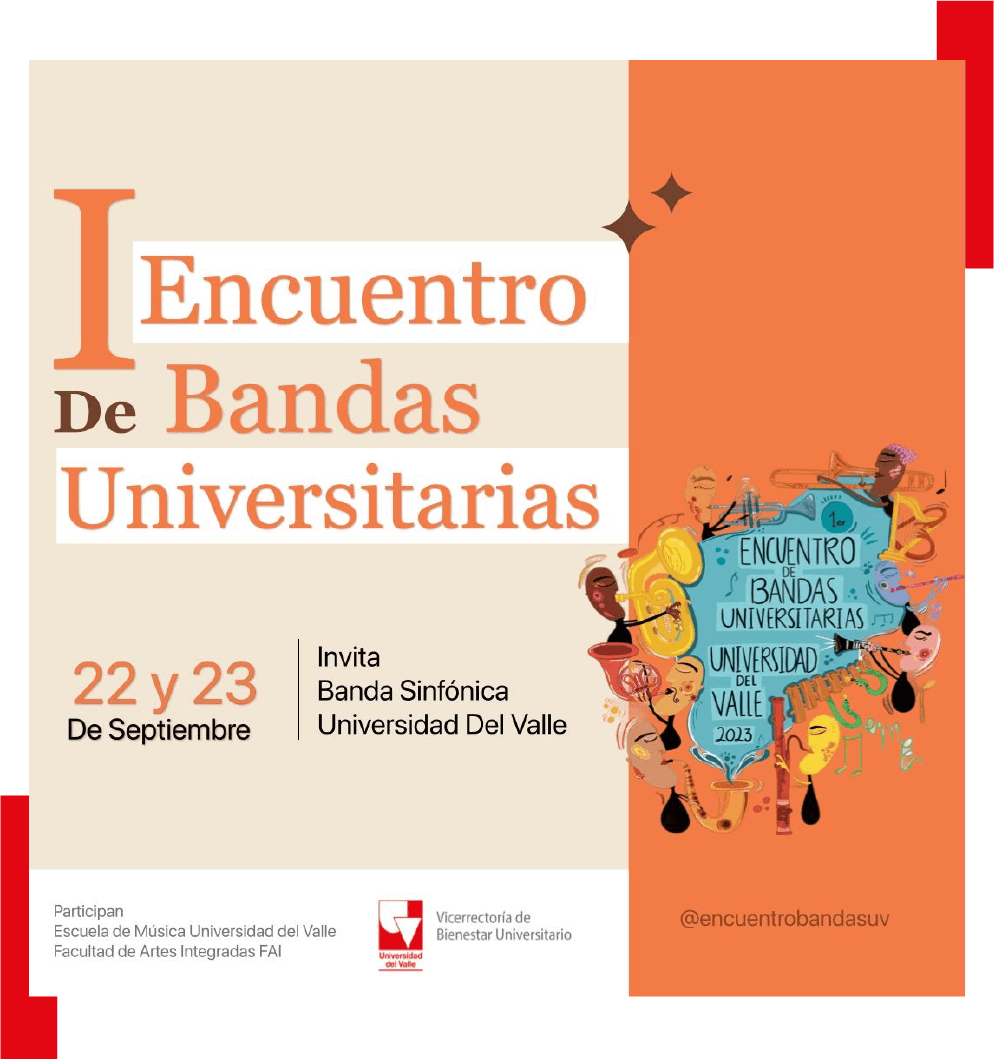 I Encuentro
De Bandas
Universitarias
22 y 23
De Septiembre
Invita
Banda Sinfónica
Universidad Del Valle
1er
ENCUENTRO
DE
BANDAS
UNIVERSITARIAS
UNIVERSIDAD
DEL
VALLE
2023
Participan
Escuela de Música Universidad del Valle
Facultad de Artes Integradas FAI
Universidad
del Valle
Vicerrectoría de
Bienestar Universitario
@encuentrobandasuv